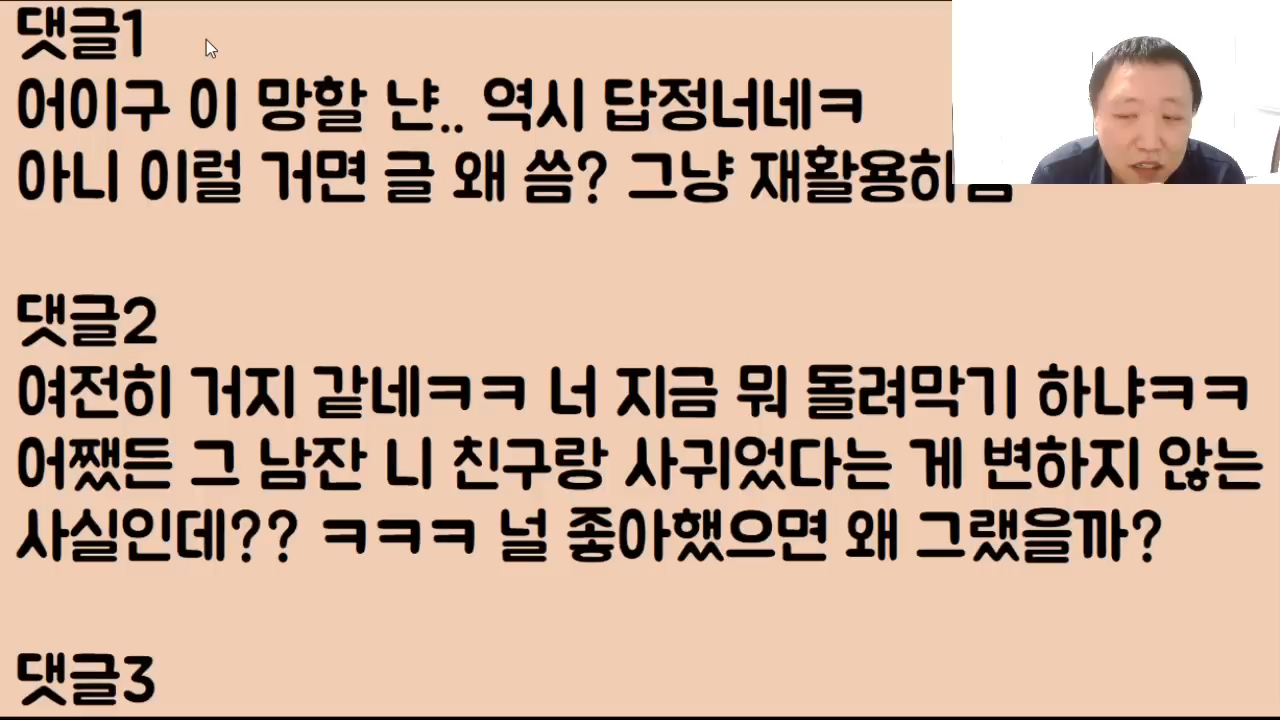 댓글1
어이구 이 망할 냔.. 역시 답정너네ㅋ
아니 이럴 거면 글 왜 씀? 그냥
댓글2
여전히 거지 같네ㅋㅋ 너 지금 뭐 돌려막기 하냐ㅋㅋ
어쨌든 그 남잔 니 친구랑 사귀었다는 게 변하지 않는
사실인데?? ㅋㅋㅋ 널 좋아했으면 왜 그랬을까?
댓글3